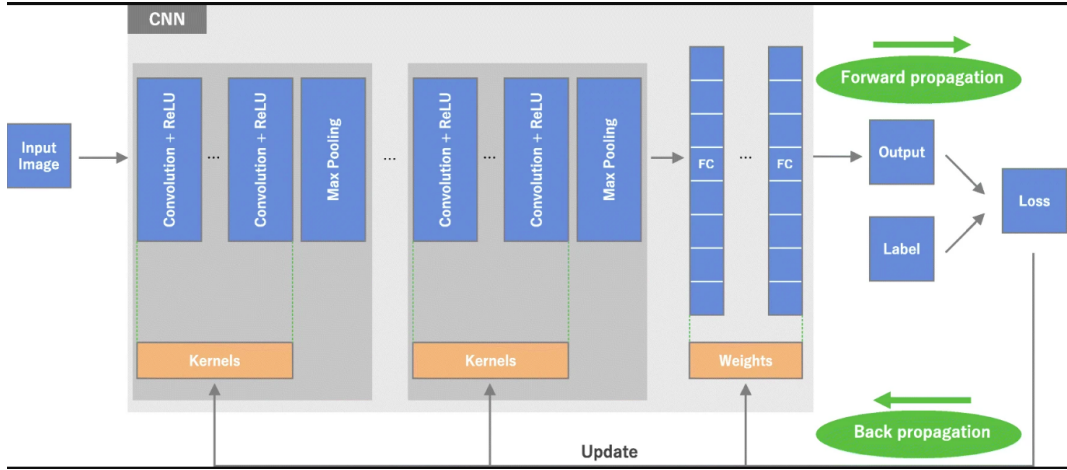 CNN
Forward propagation
Input
Image
Convolution + ReLU
...
Convolution + ReLU
Max Pooling
...
Convolution + ReLU
...
Convolution + ReLU
Max Pooling
FC
...
FC
Output
Label
Loss
Kernels
Kernels
Weights
Back propagation
Update